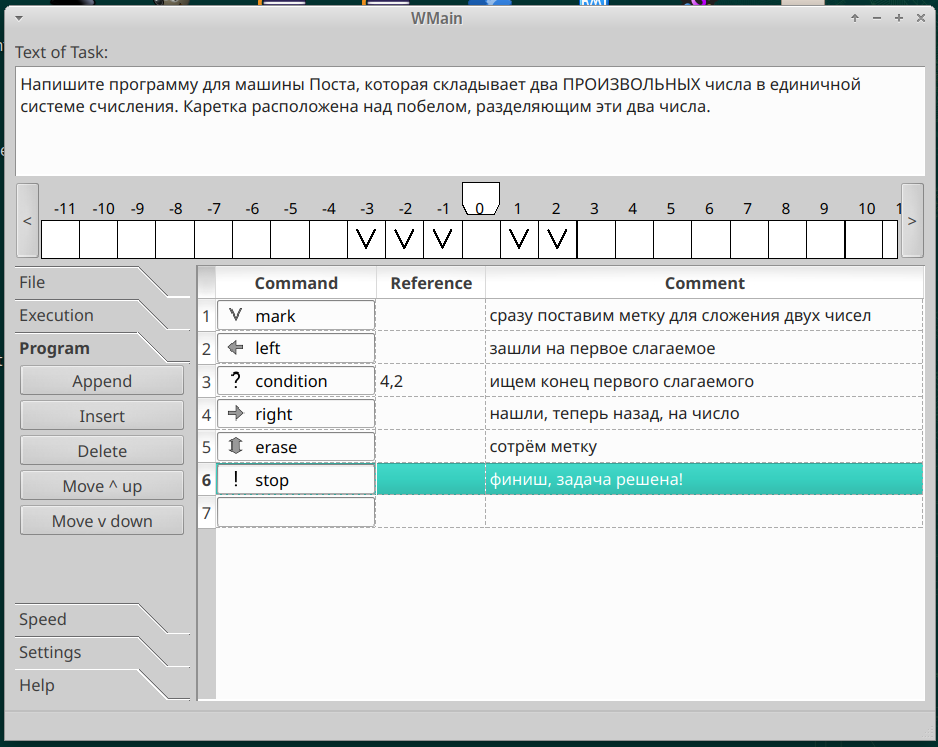 WMain
Text of Task:
Напишите программу для машины Поста, которая складывает два ПРОИЗВОЛЬНЫХ числа в единичной
системе счисления. Каретка расположена над побелом, разделяющим эти два числа.
< -11 -10 -9 -8 -7 -6 -5 -4 -3 -2 -1 0 1 2 3 4 5 6 7 8 9 10 1 >
V V V V V
File
Execution
Program
Append
Insert
Delete
Move ^ up
Move v down
Speed
Settings
Help
Command Reference Comment
1 V mark сразу поставим метку для сложения двух чисел
2 left зашли на первое слагаемое
3 ? condition 4,2 ищем конец первого слагаемого
4 right нашли, теперь назад, на число
5 erase сотрём метку
6 ! stop финиш, задача решена!
7